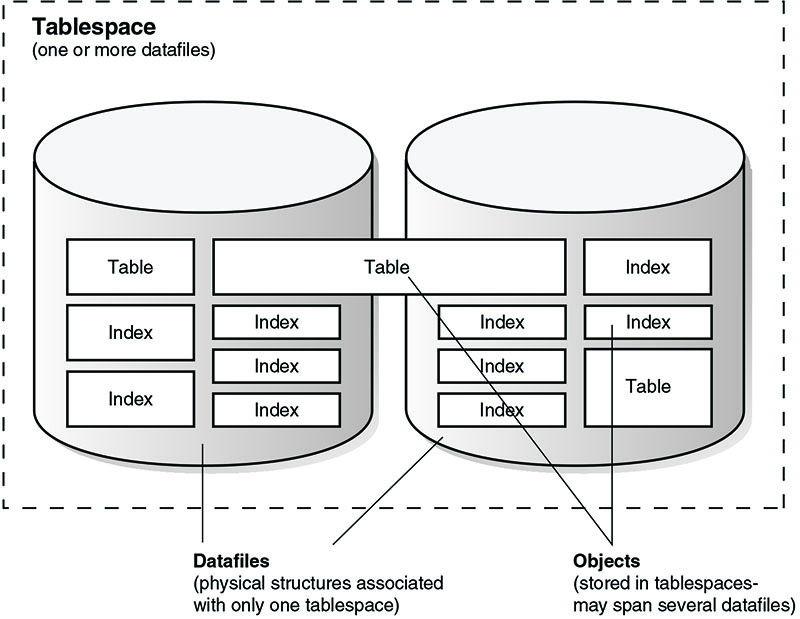 Tablespace
(one or more datafiles)
Table
Table
Index
Index
Index
Index
Index
Index
Index
Table
Index
Index
Index
Index
Datafiles
(physical structures associated
with only one tablespace)
Objects
(stored in tablespaces-
may span several datafiles)